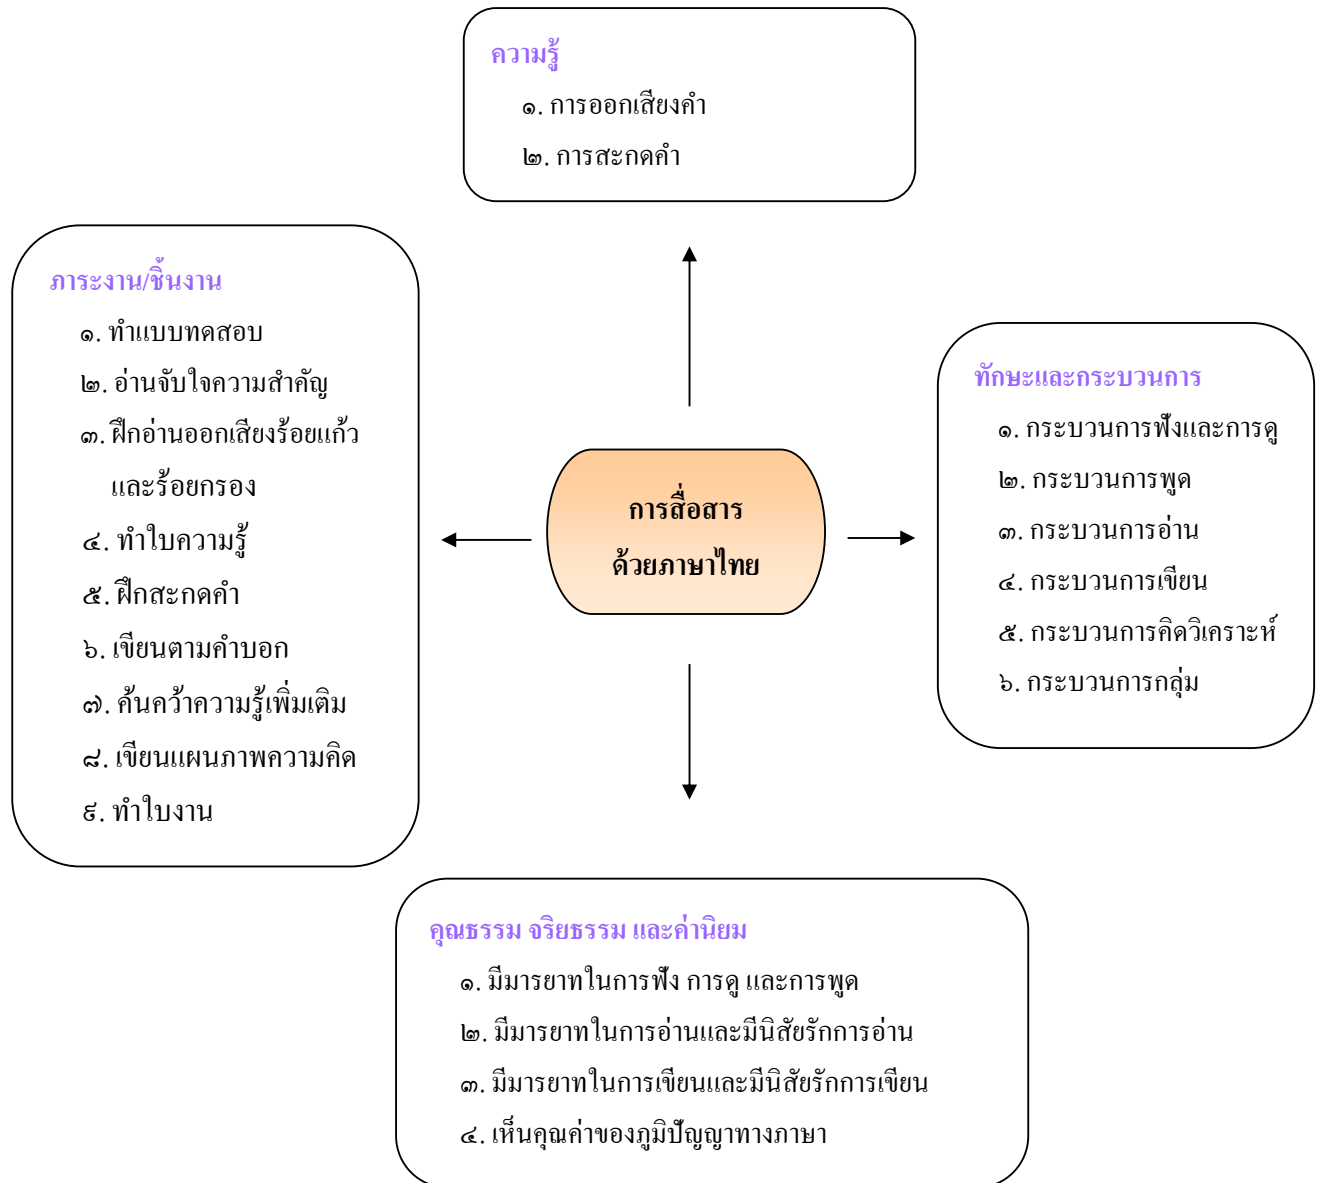 ความรู้
๑. การออกเสียงคำ
๒. การสะกดคำ
ภาระงาน/ชิ้นงาน
๑. ทำแบบทดสอบ
๒. อ่านจับใจความสำคัญ
๓. ฝึกอ่านออกเสียงร้อยแก้ว
และร้อยกรอง
๔. ทำใบความรู้
๕. ฝึกสะกดคำ
๖. เขียนตามคำบอก
๗. ค้นคว้าความรู้เพิ่มเติม
๘. เขียนแผนภาพความคิด
๙. ทำใบงาน
การสื่อสาร
ด้วยภาษาไทย
ทักษะและกระบวนการ
๑. กระบวนการฟังและการดู
๒. กระบวนการพูด
๓. กระบวนการอ่าน
๔. กระบวนการเขียน
๕. กระบวนการคิดวิเคราะห์
๖. กระบวนการกลุ่ม
คุณธรรม จริยธรรม และค่านิยม
๑. มีมารยาทในการฟัง การดู และการพูด
๒. มีมารยาทในการอ่านและมีนิสัยรักการอ่าน
๓. มีมารยาทในการเขียนและมีนิสัยรักการเขียน
๔. เห็นคุณค่าของภูมิปัญญาทางภาษา